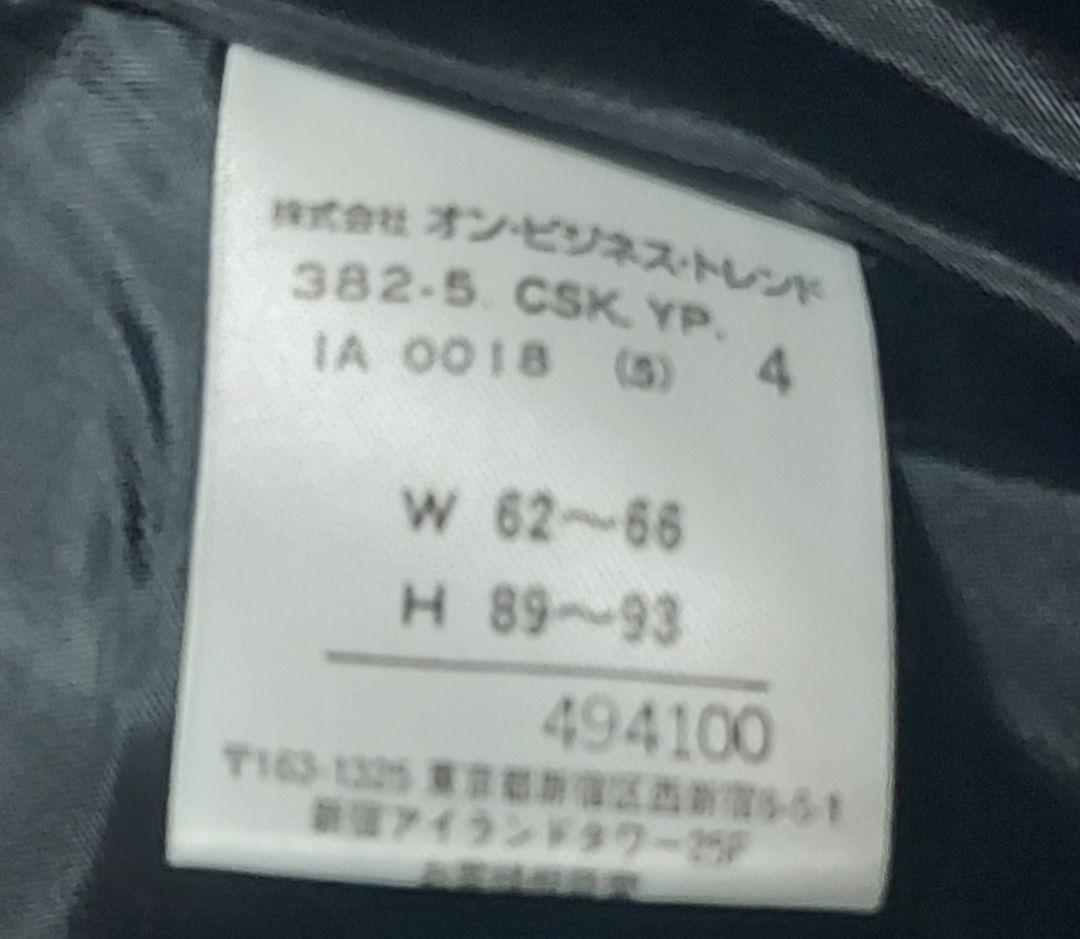 株式会社 オン・ビジネス・トレンド
382-5. CSK. YP.
IA 0018 (5) 4
W 62～66
H 89～93
494100
〒163-1325 東京都新宿区西新宿6-5-1
新宿アイランドタワー25F